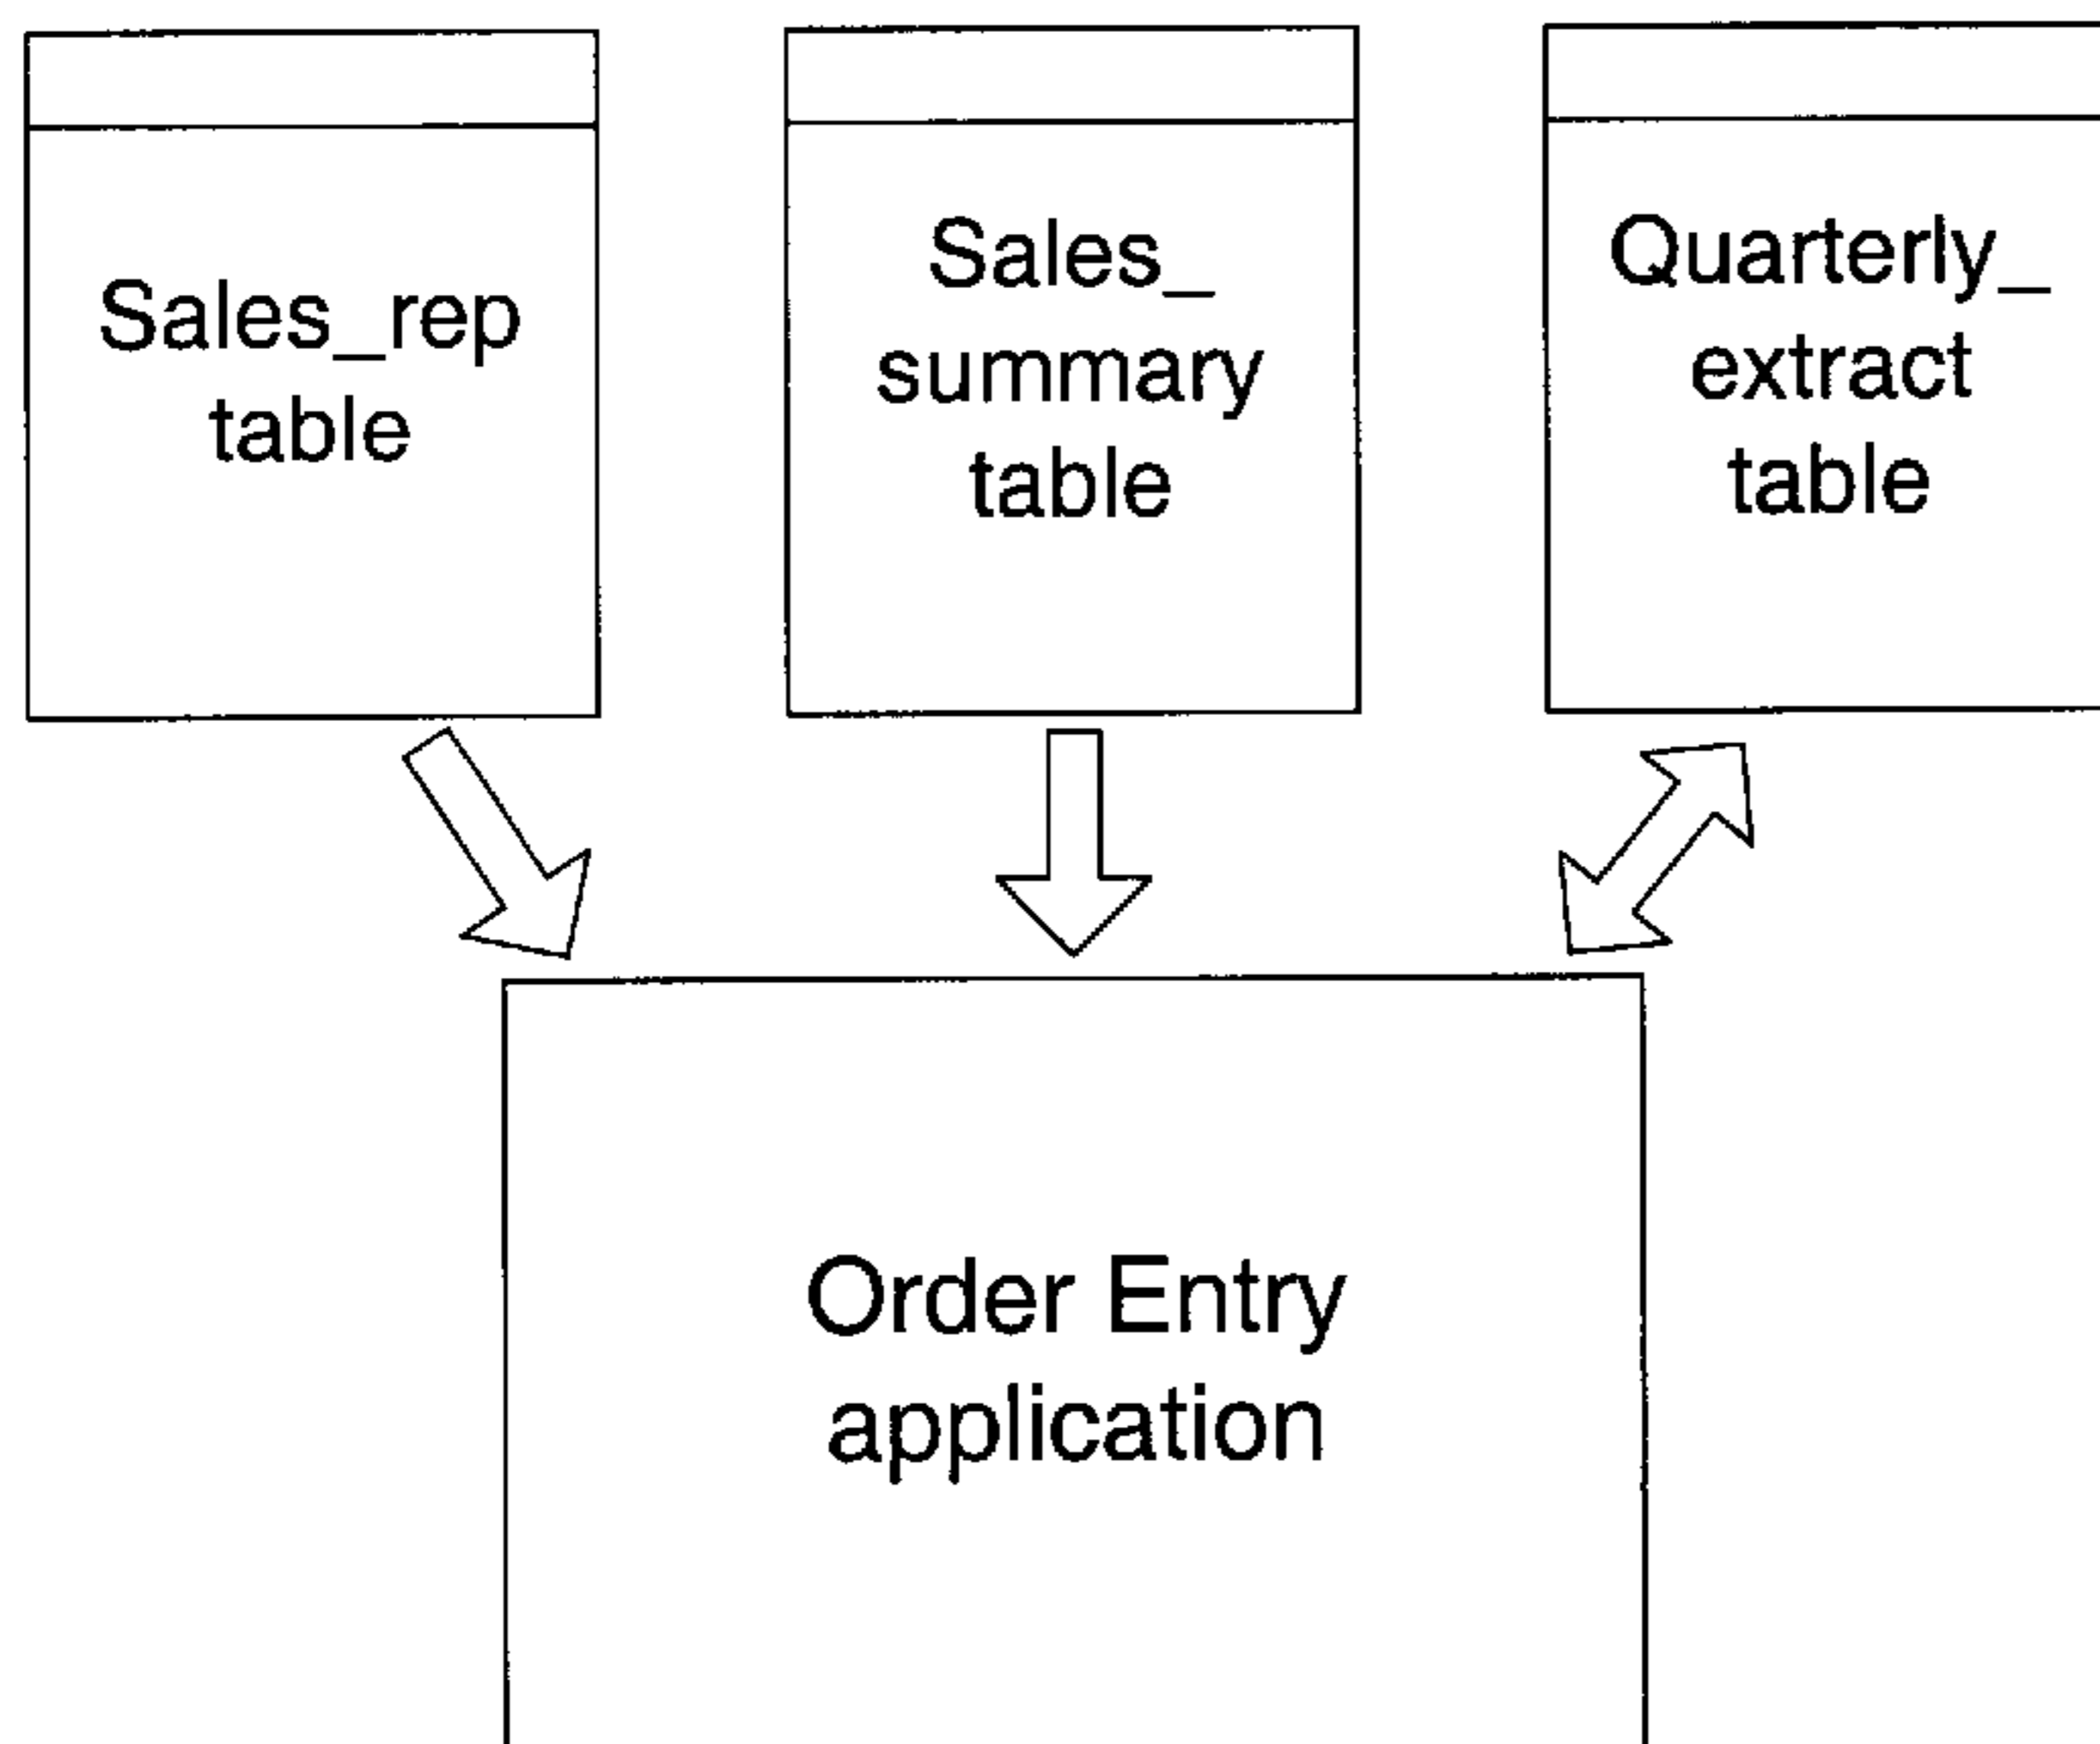 Sales_rep
table
Sales_
summary
table
Quarterly_
extract
table
Order Entry
application